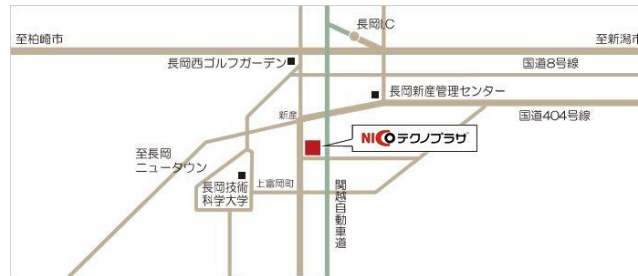 長岡I.C
至柏崎市
至新潟市
長岡西ゴルフガーデン
国道8号線
長岡新産管理センター
新産
国道404号線
NICOテクノプラザ
至長岡
ニュータウン
長岡技術
科学大学
上富岡町
関越自動車道